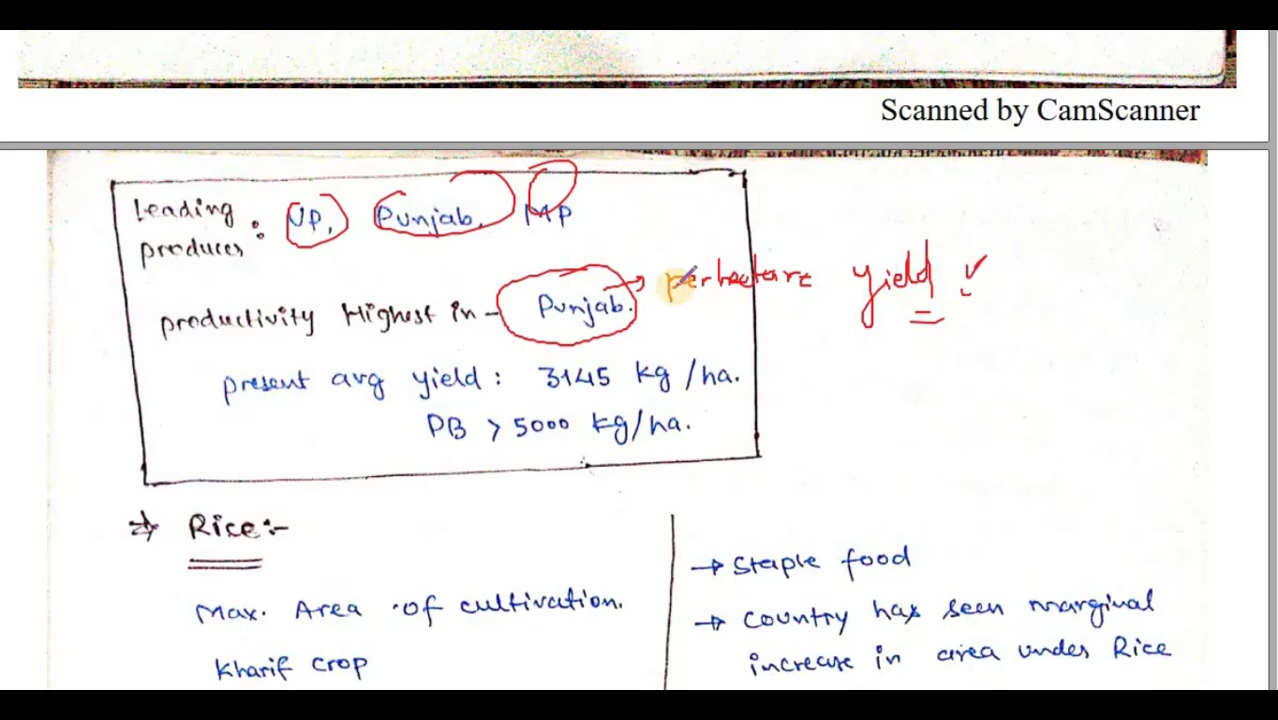 Scanned by CamScanner
Leading produces : UP, Punjab, MP
productivity Highest in - Punjab. → perhectare yield ✓
present avg yield : 3145 kg /ha.
PB > 5000 kg/ha.
⇒ Rice :-
Max. Area of cultivation.
Kharif crop
→ Staple food
→ Country has seen marginal
increase in area under Rice